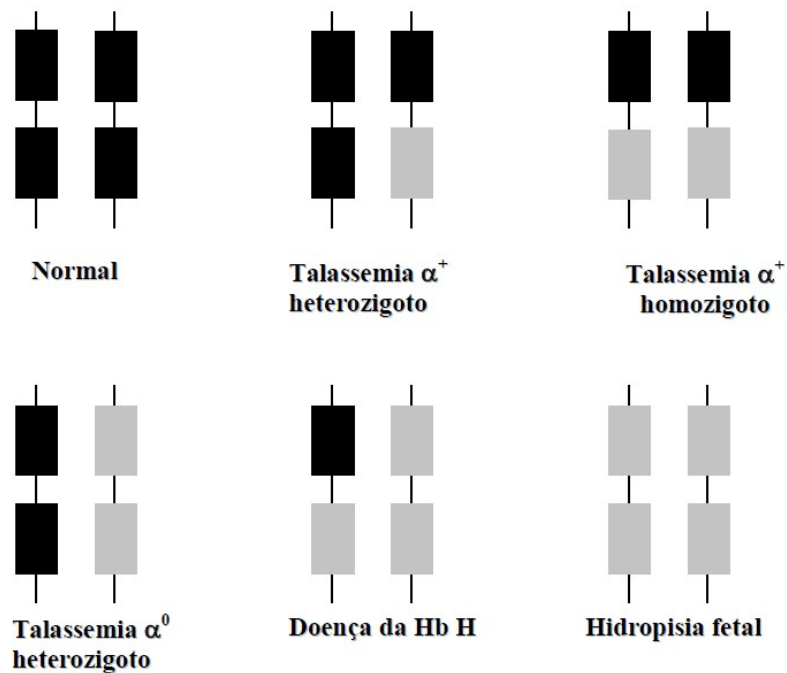 Normal
Talassemia α⁺
heterozigoto
Talassemia α⁺
homozigoto
Talassemia α⁰
heterozigoto
Doença da Hb H
Hidropisia fetal